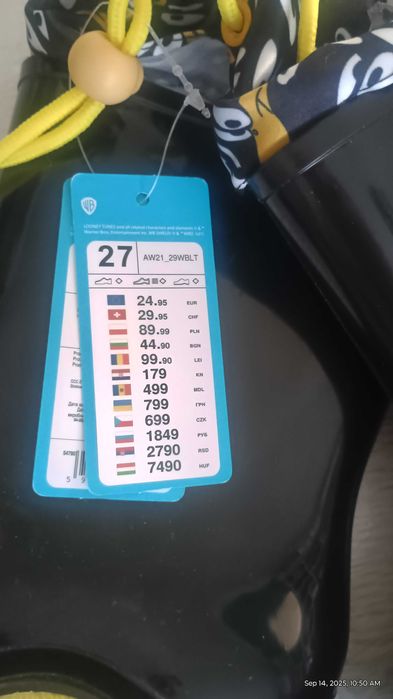 WB
LOONEY TUNES and all related characters and elements © & ™
Warner Bros. Entertainment Inc. WB SHIELD: © & ™ WBEI.
27
AW21_29WBLT
24.95 EUR
29.95 CHF
89.99 PLN
44.90 BGN
99.90 LEI
179 KN
499 MDL
799 ГРН
699 CZK
1849 РУБ
2790 RSD
7490 HUF
Sep 14, 2025, 10:50 AM